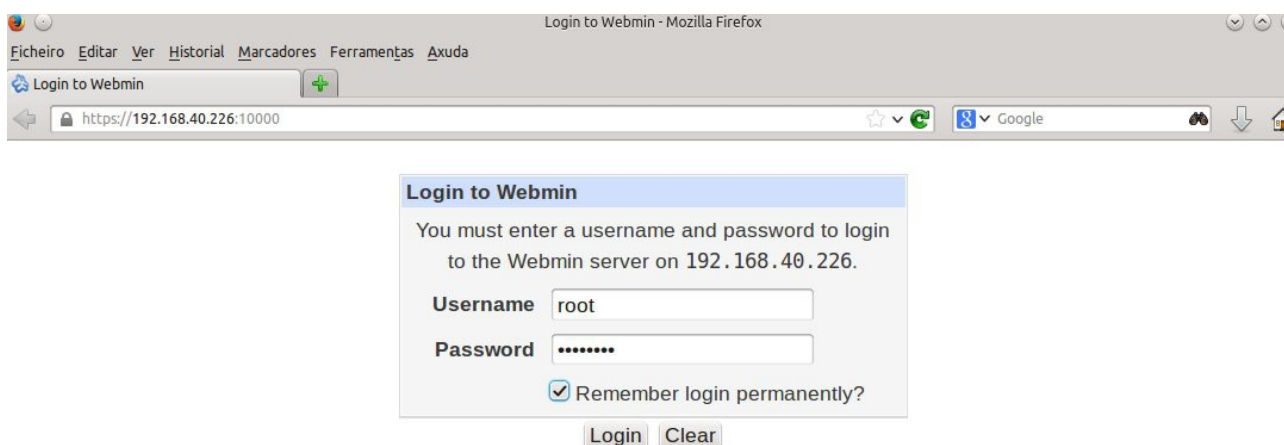 Login to Webmin - Mozilla Firefox
Ficheiro Editar Ver Historial Marcadores Ferramentas Axuda
Login to Webmin
https://192.168.40.226:10000
8 Google
Login to Webmin
You must enter a username and password to login
to the Webmin server on 192.168.40.226.
Username root
Password ••••••••
Remember login permanently?
Login Clear